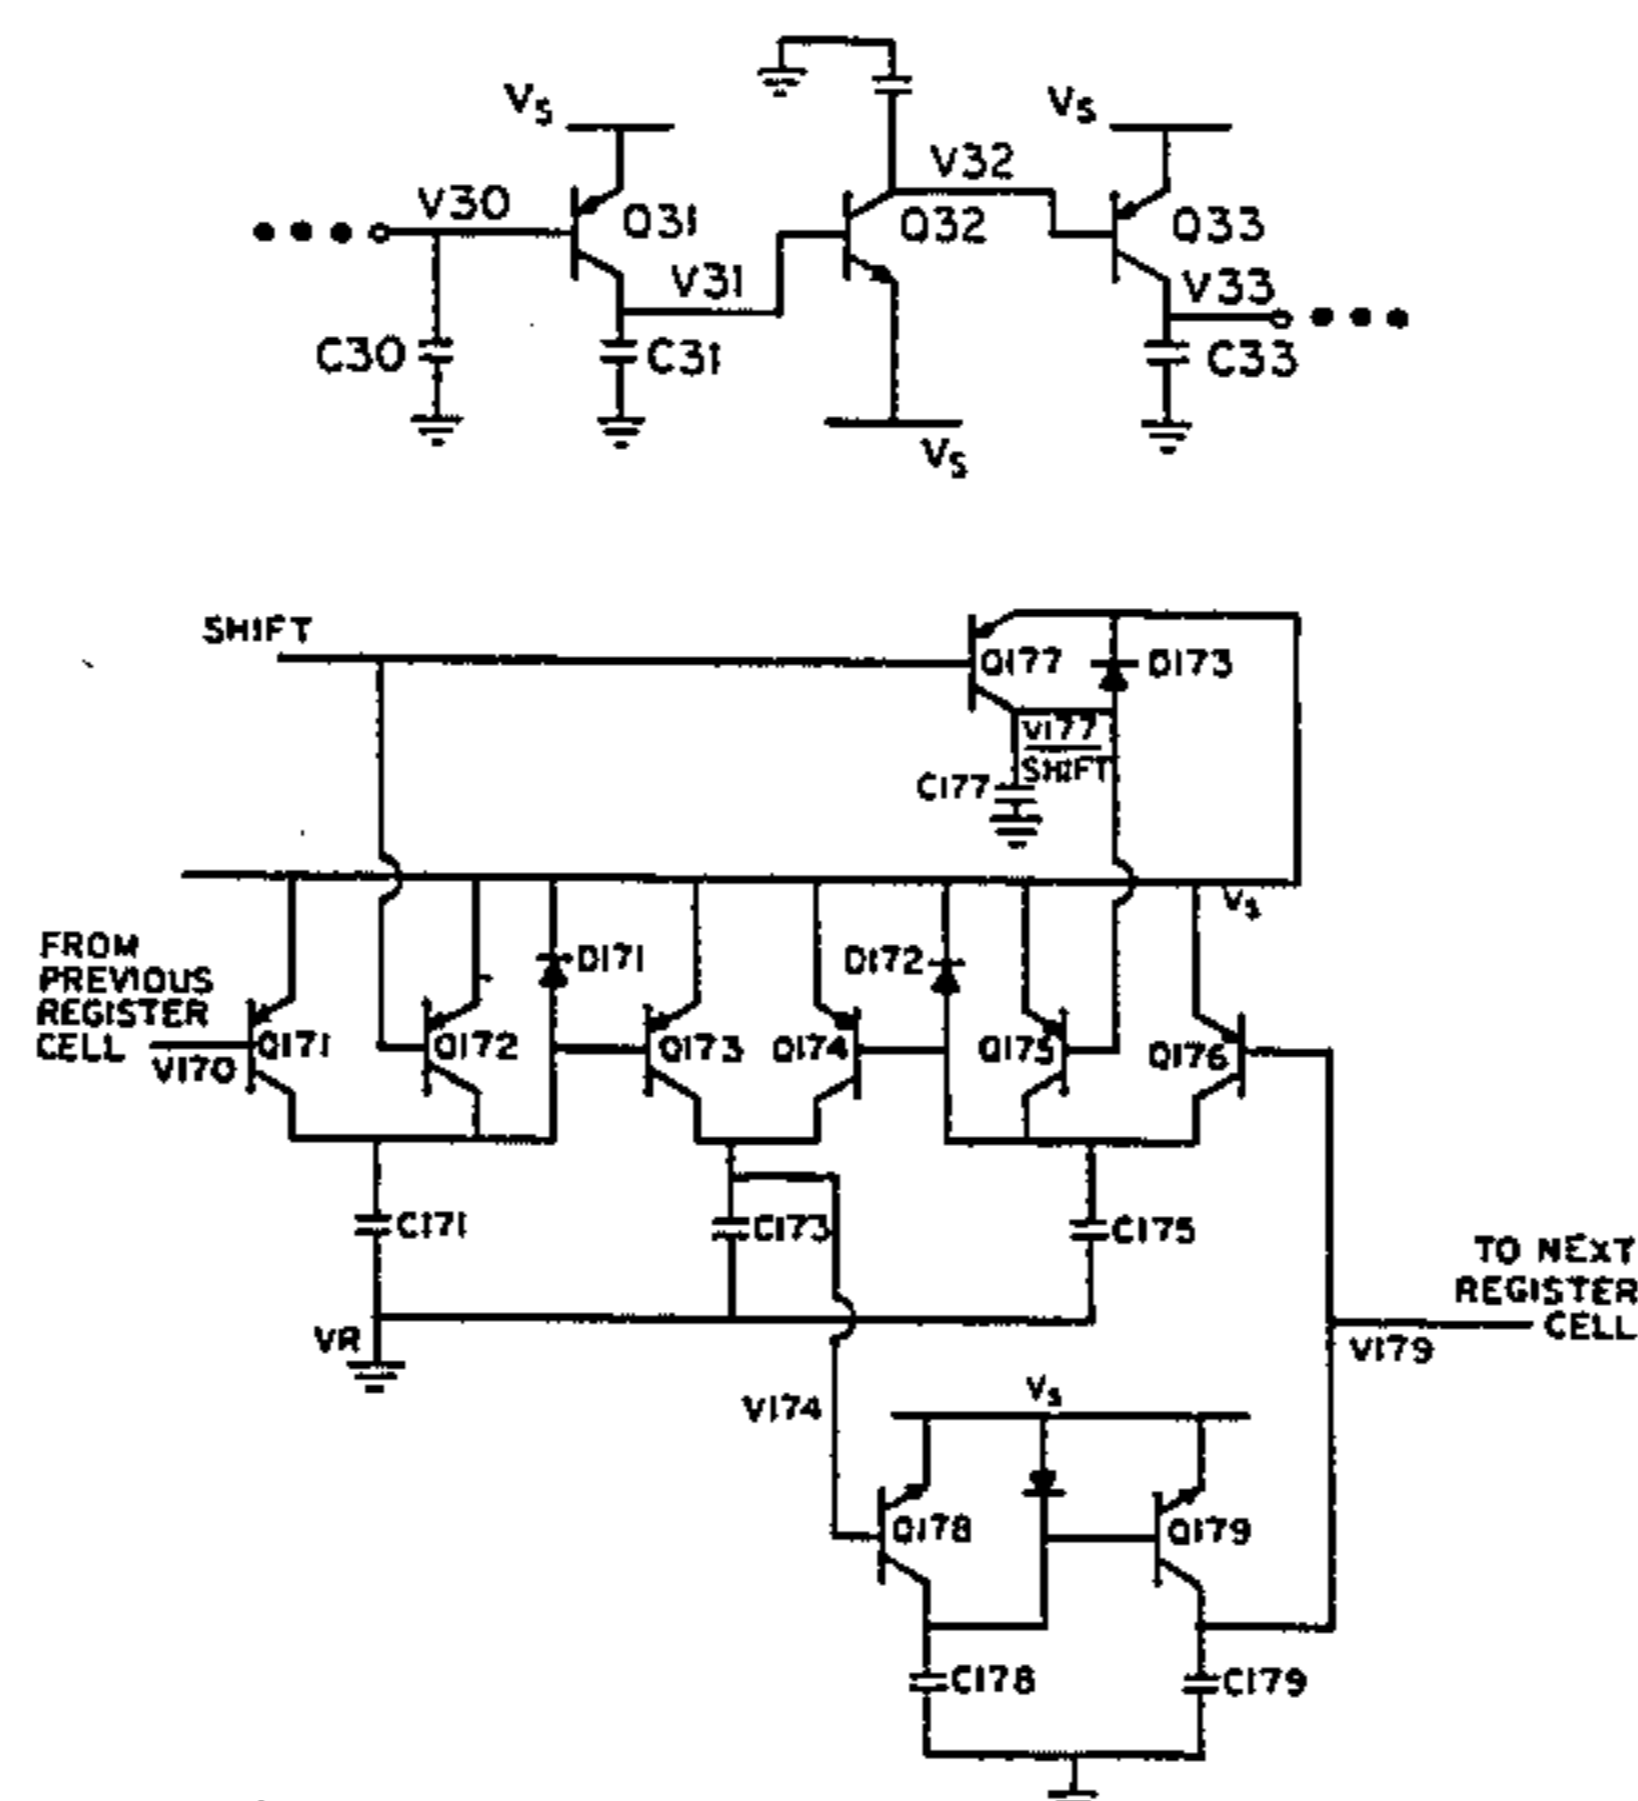 VS
VS
V30
Q31
V32
Q32
Q33
V31
V33
C30
C31
C33
VS
SHIFT
Q177
D173
V177
SHIFT
C177
VS
FROM
PREVIOUS
REGISTER
CELL
V170
Q171
Q172
D171
Q173
Q174
D172
Q175
Q176
C171
C173
C175
VR
TO NEXT
REGISTER
CELL
V179
V174
VS
Q178
Q179
C178
C179